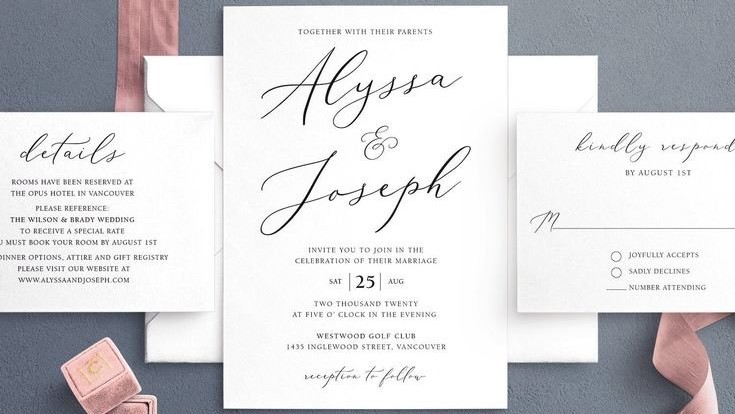 details
ROOMS HAVE BEEN RESERVED AT
THE OPUS HOTEL IN VANCOUVER
PLEASE REFERENCE:
THE WILSON & BRADY WEDDING
TO RECEIVE A SPECIAL RATE
MUST BOOK YOUR ROOM BY AUGUST 1ST
DINNER OPTIONS, ATTIRE AND GIFT REGISTRY
PLEASE VISIT OUR WEBSITE AT
WWW.ALYSSAANDJOSEPH.COM
TOGETHER WITH THEIR PARENTS
Alyssa
&
Joseph
INVITE YOU TO JOIN IN THE
CELEBRATION OF THEIR MARRIAGE
SAT | 25 | AUG
TWO THOUSAND TWENTY
AT FIVE O' CLOCK IN THE EVENING
WESTWOOD GOLF CLUB
1435 INGLEWOOD STREET, VANCOUVER
reception to follow
kindly respond
BY AUGUST 1ST
M
JOYFULLY ACCEPTS
SADLY DECLINES
NUMBER ATTENDING